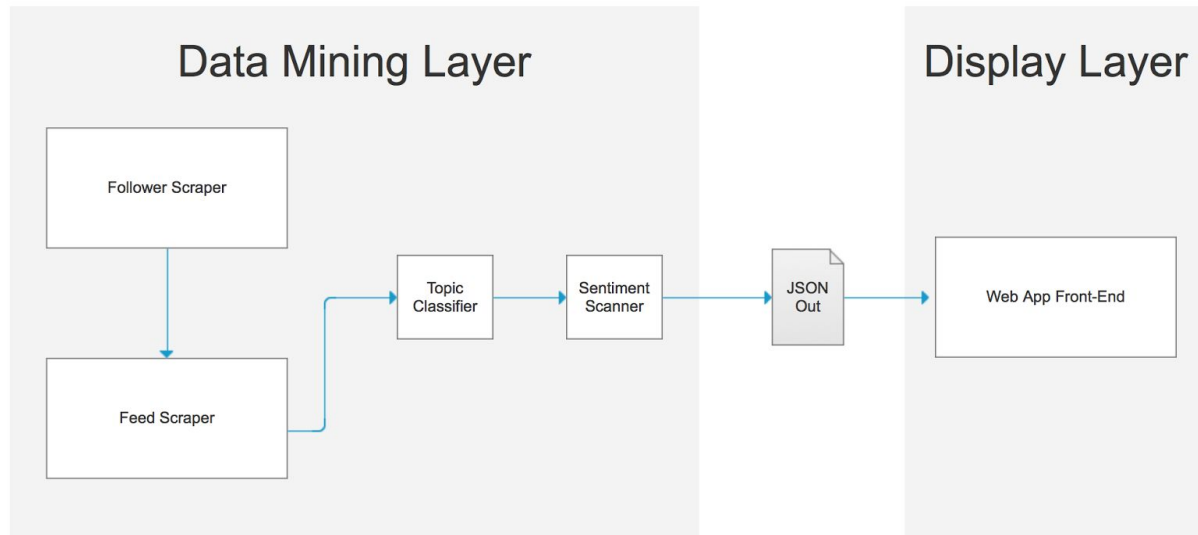 Data Mining Layer
Display Layer
Follower Scraper
Feed Scraper
Topic
Classifier
Sentiment
Scanner
JSON
Out
Web App Front-End